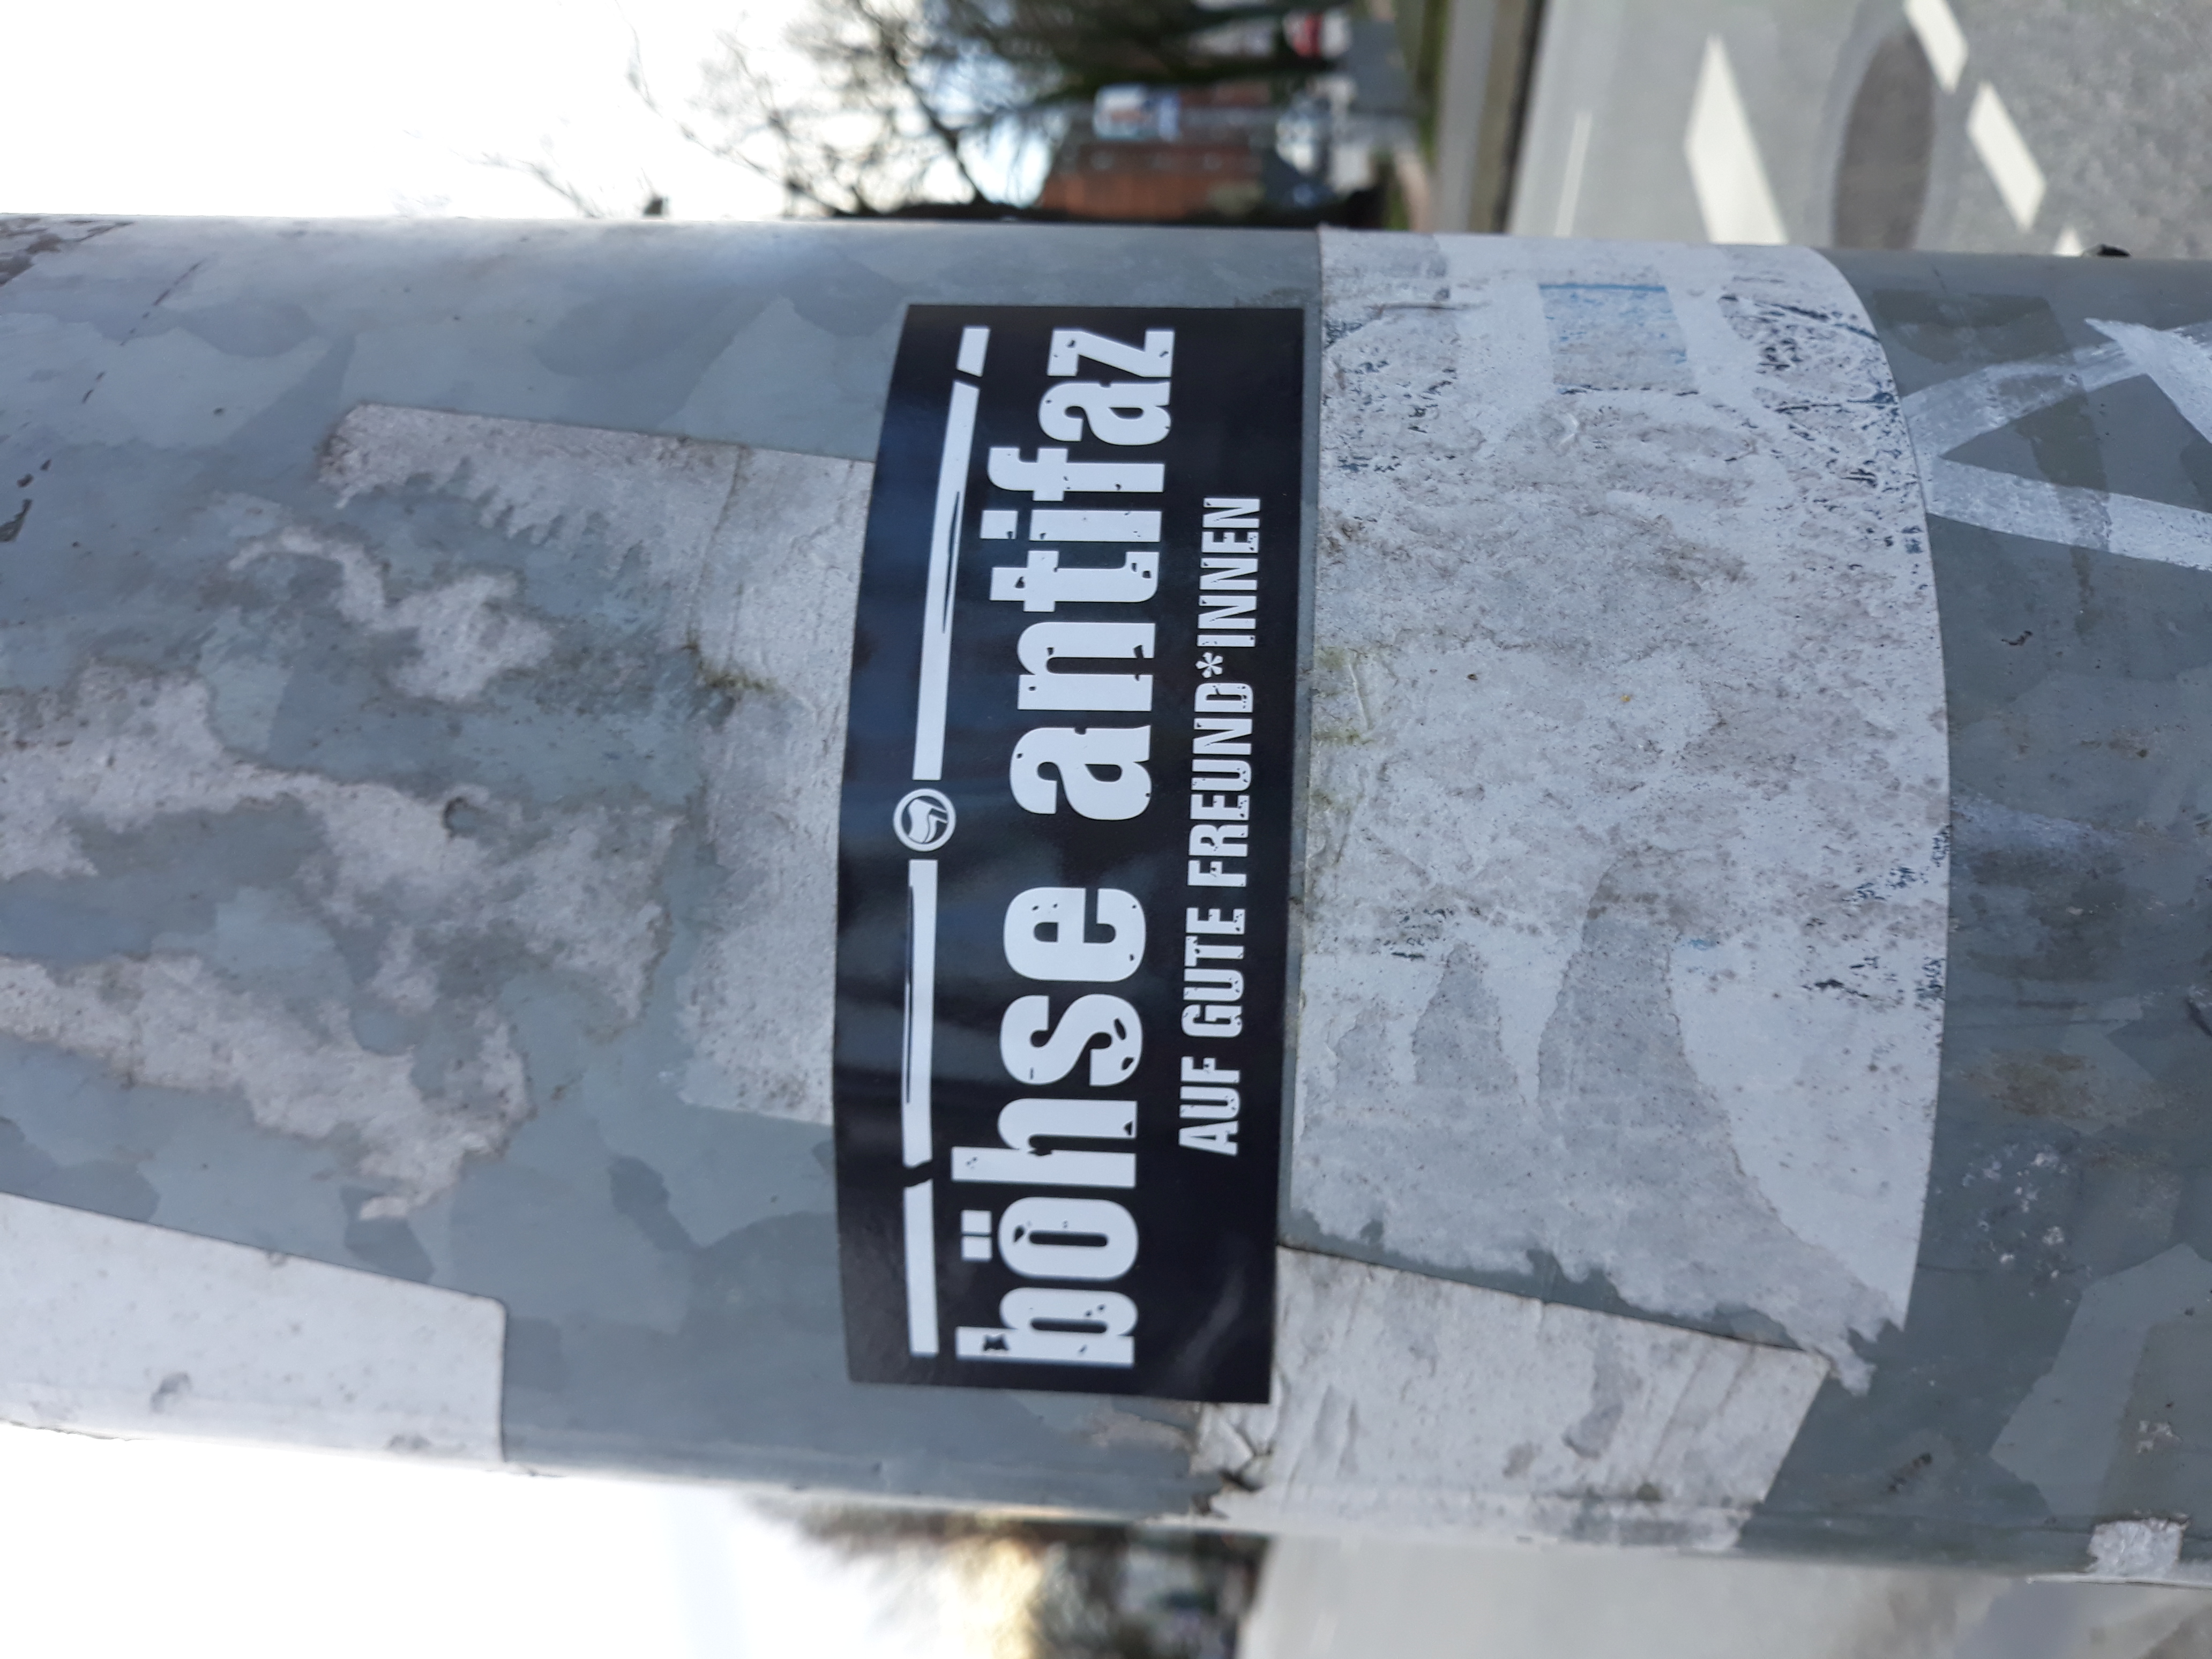 böhse antifaz
AUF GUTE FREUND*INNEN